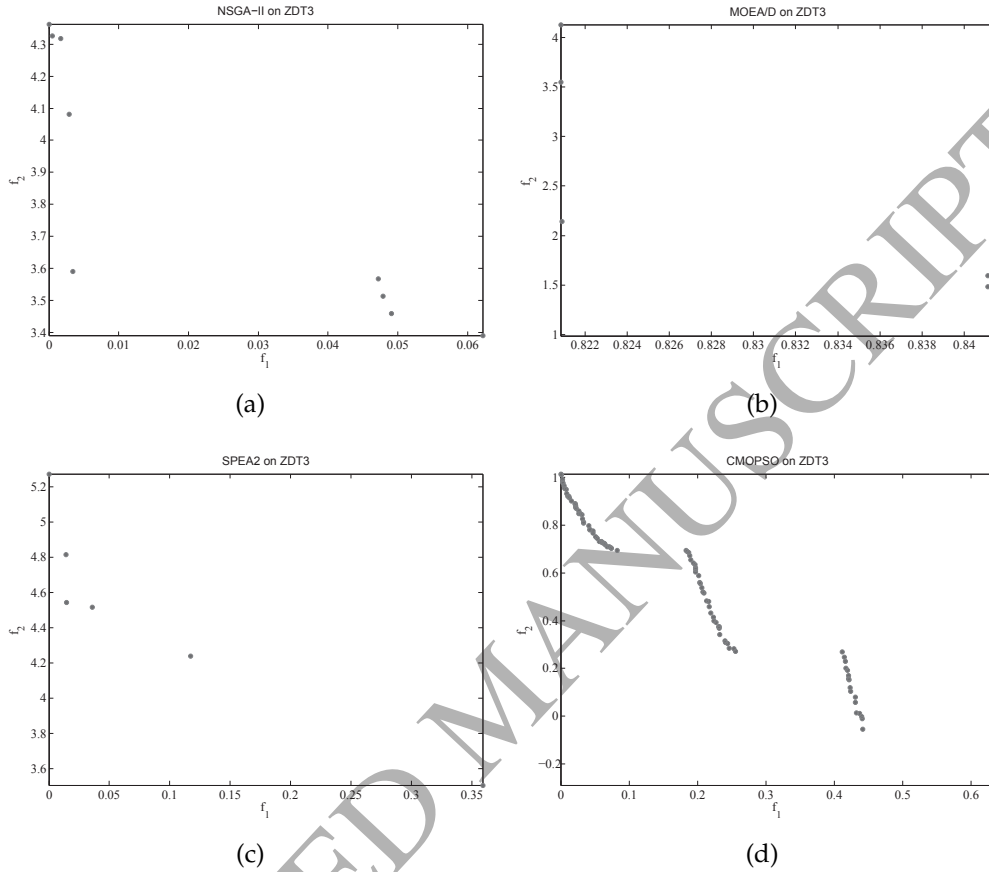 NSGA−II on ZDT3
4.3
4.2
4.1
4
3.9
3.8
3.7
3.6
3.5
3.4
f2
0 0.01 0.02 0.03 0.04 0.05 0.06
f1
(a)
MOEA/D on ZDT3
4
3.5
3
2.5
2
1.5
1
f2
0.822 0.824 0.826 0.828 0.83 0.832 0.834 0.836 0.838 0.84
f1
(b)
SPEA2 on ZDT3
5.2
5
4.8
4.6
4.4
4.2
4
3.8
3.6
f2
0 0.05 0.1 0.15 0.2 0.25 0.3 0.35
f1
(c)
CMOPSO on ZDT3
1
0.8
0.6
0.4
0.2
0
−0.2
f2
0 0.1 0.2 0.3 0.4 0.5 0.6
f1
(d)
ED MANUSCRIPT